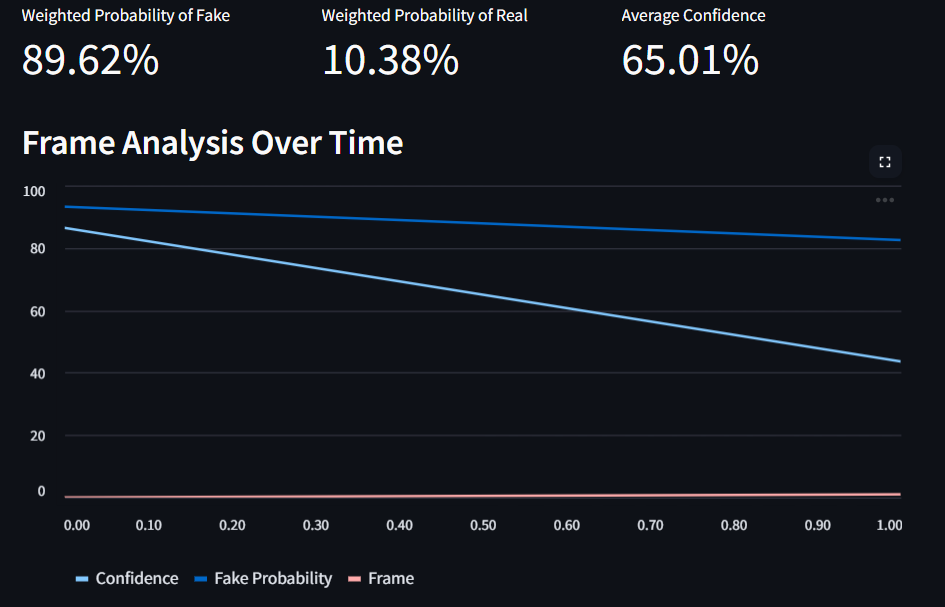 Weighted Probability of Fake Weighted Probability of Real Average Confidence
89.62% 10.38% 65.01%
Frame Analysis Over Time
100
80
60
40
20
0
0.00 0.10 0.20 0.30 0.40 0.50 0.60 0.70 0.80 0.90 1.00
Confidence Fake Probability Frame